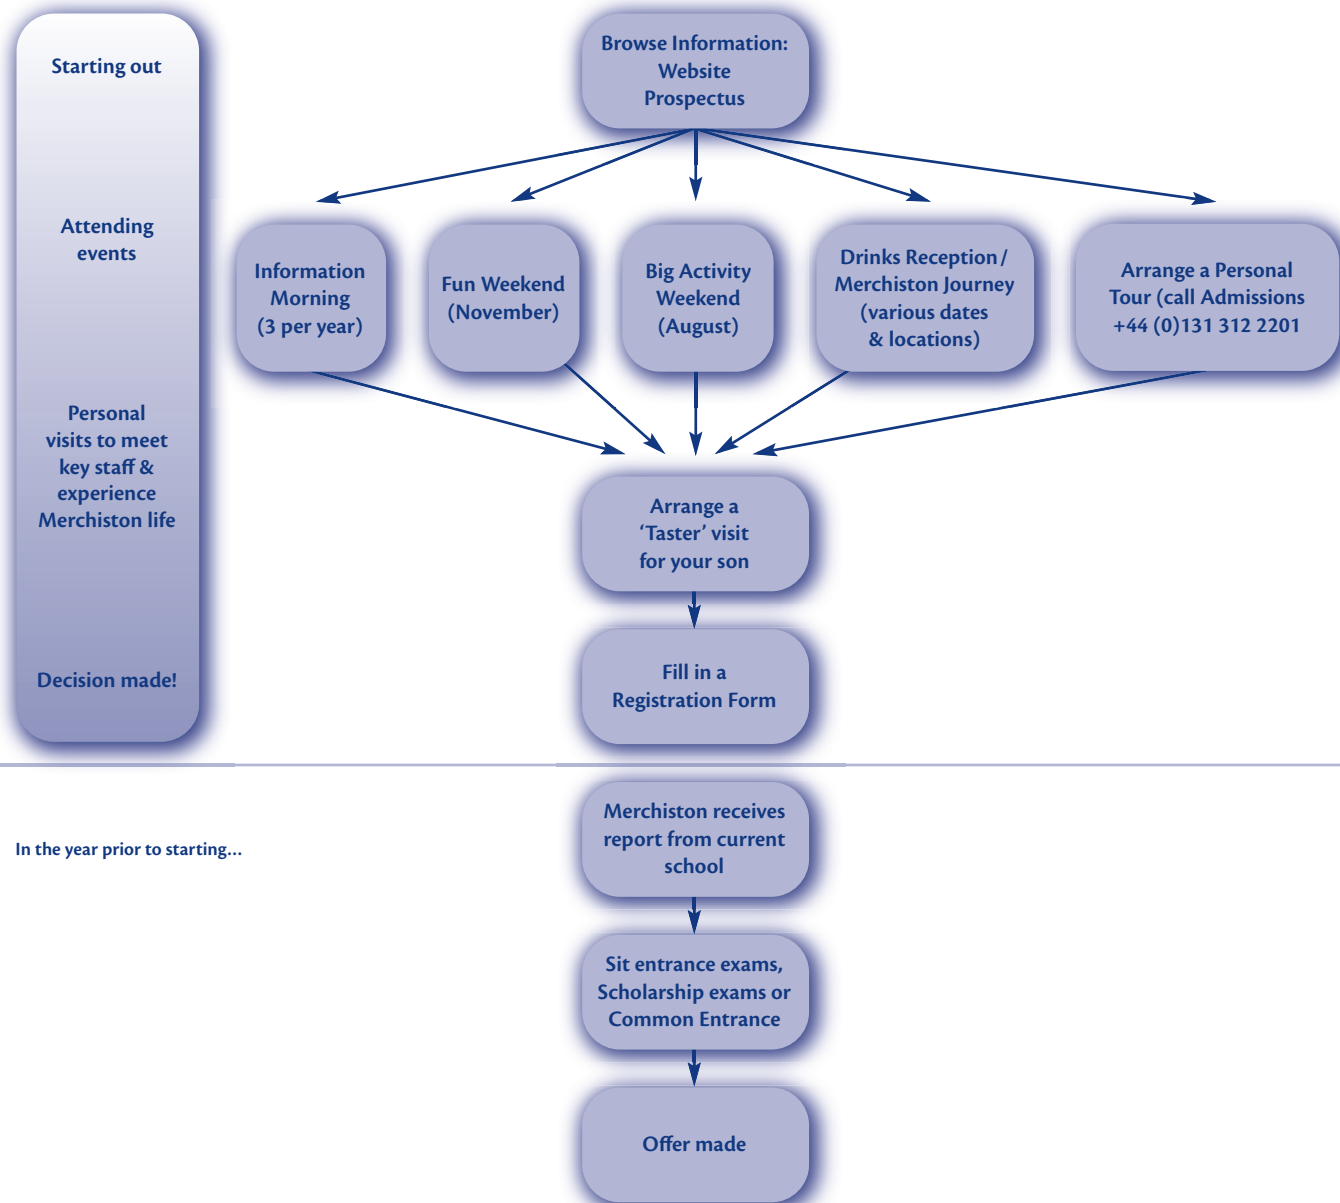 Starting out
Attending
events
Personal
visits to meet
key staff &
experience
Merchiston life
Decision made!
Browse Information:
Website
Prospectus
Information
Morning
(3 per year)
Fun Weekend
(November)
Big Activity
Weekend
(August)
Drinks Reception/
Merchiston Journey
(various dates
& locations)
Arrange a Personal
Tour (call Admissions
+44 (0)131 312 2201
Arrange a
‘Taster’ visit
for your son
Fill in a
Registration Form
In the year prior to starting...
Merchiston receives
report from current
school
Sit entrance exams,
Scholarship exams or
Common Entrance
Offer made